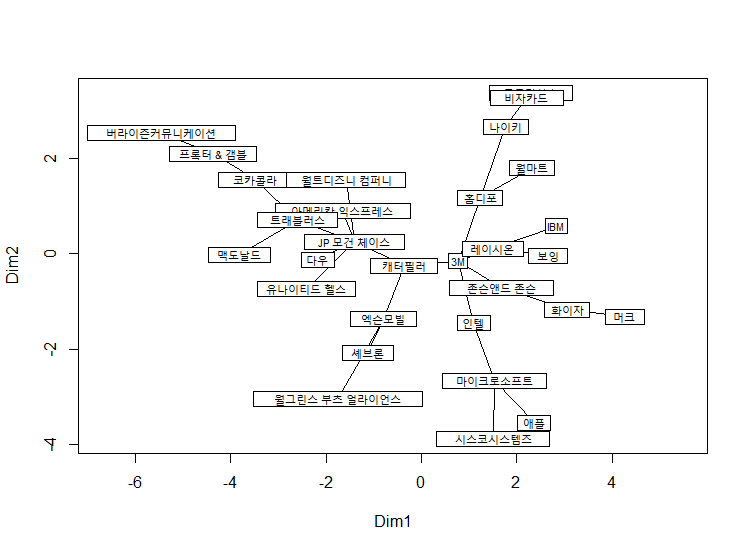 비자카드
나이키
버라이즌커뮤니케이션
프록터 & 갬블
월마트
코카콜라
월트디즈니 컴퍼니
홈디포
아메리칸 익스프레스
트래블러스
IBM
JP 모건 체이스
레이시온
맥도날드
다우
캐터필러
3M
보잉
유나이티드 헬스
존슨앤드 존슨
화이자
머크
엑슨모빌
인텔
셰브론
마이크로소프트
월그린스 부츠 얼라이언스
애플
시스코시스템즈
2
0
-2
-4
Dim2
-6
-4
-2
0
2
4
Dim1